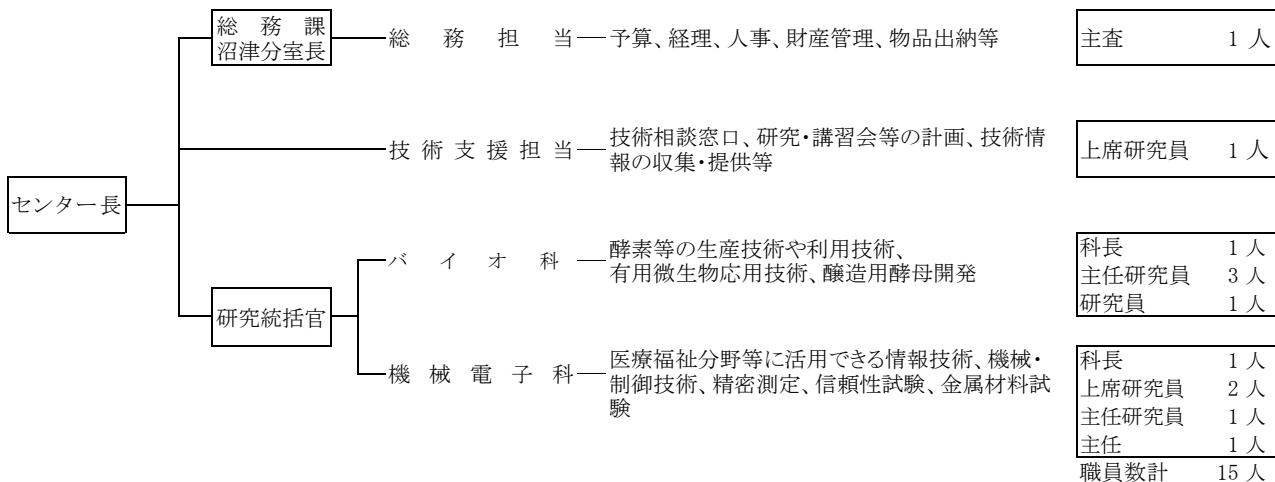 総務課
沼津分室長
総務担当
予算、経理、人事、財産管理、物品出納等
主査 1人
技術支援担当
技術相談窓口、研究・講習会等の計画、技術情
報の収集・提供等
上席研究員 1人
センター長
バイオ科
酵素等の生産技術や利用技術、
有用微生物応用技術、醸造用酵母開発
科長 1人
主任研究員 3人
研究員 1人
研究統括官
機械電子科
医療福祉分野等に活用できる情報技術、機械・
制御技術、精密測定、信頼性試験、金属材料試
験
科長 1人
上席研究員 2人
主任研究員 1人
主任 1人
職員数計 15人